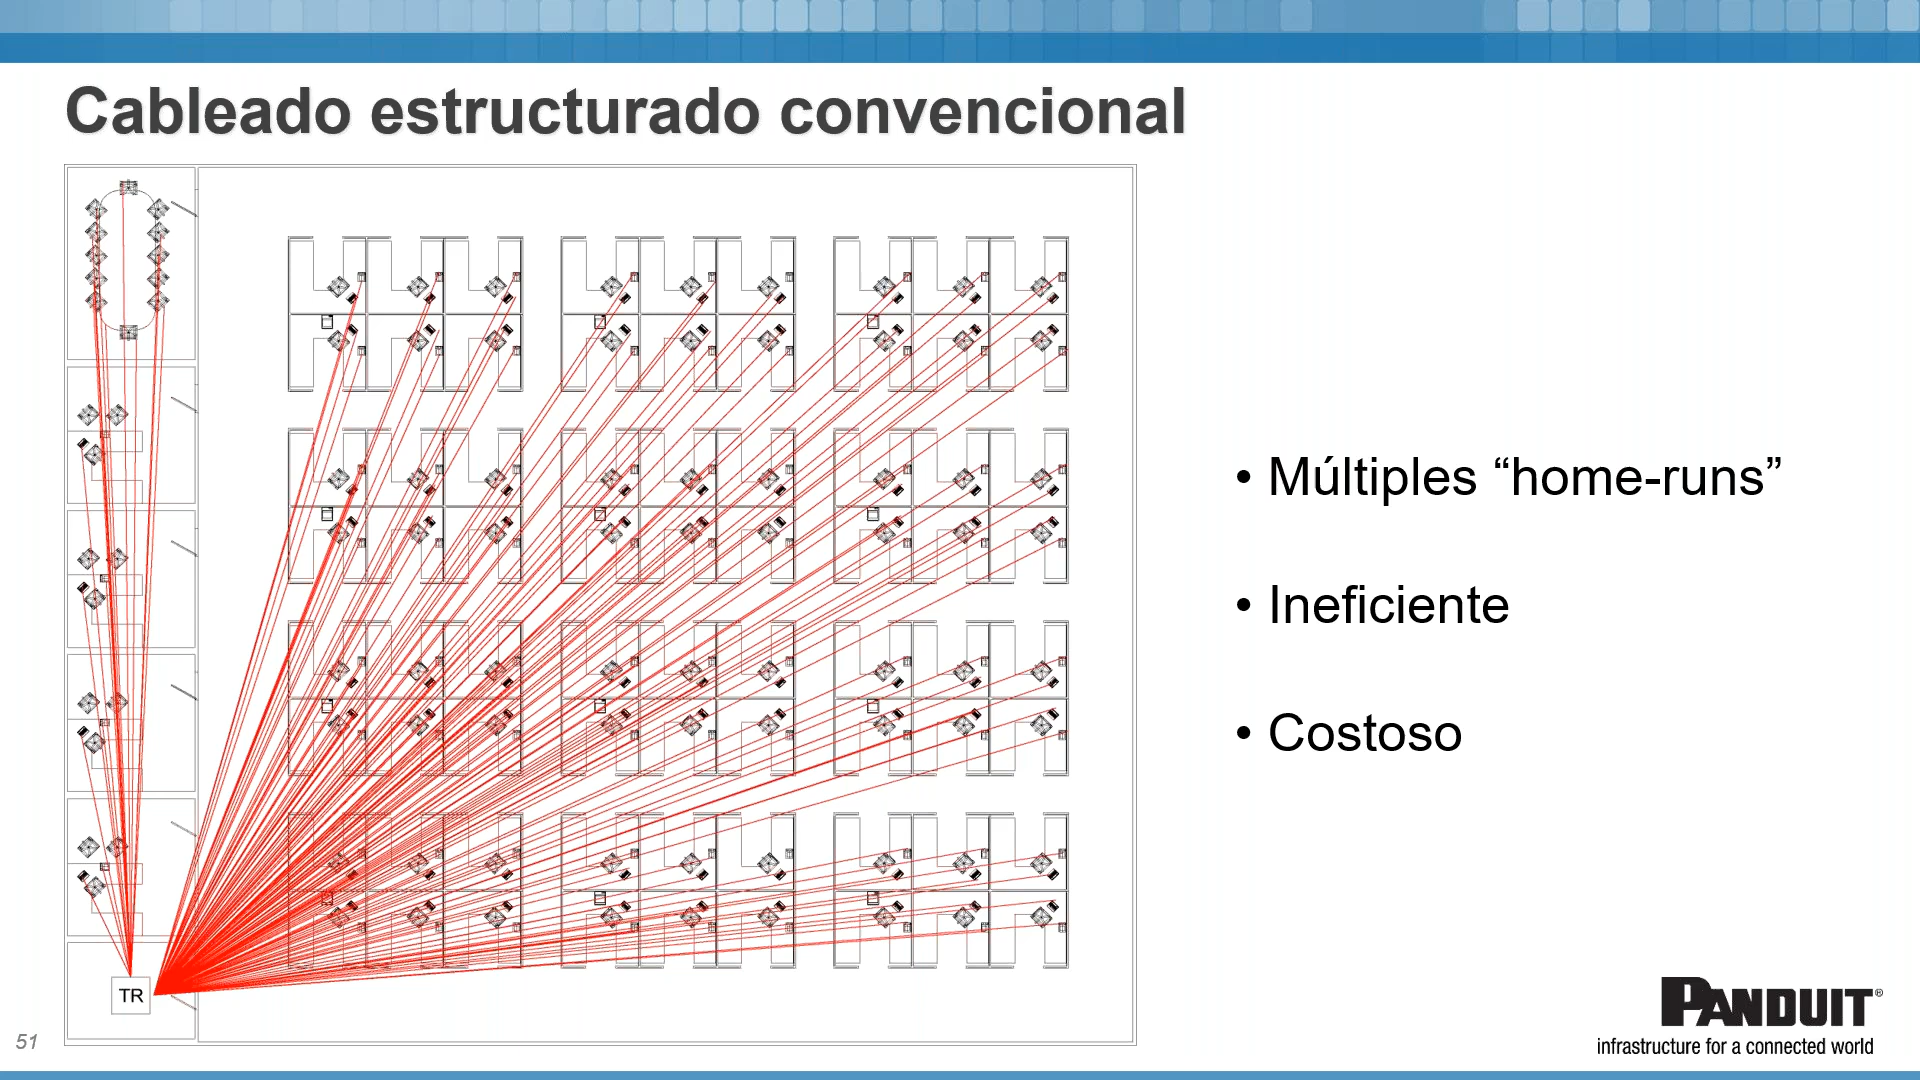 Cableado estructurado convencional
• Múltiples “home-runs”
• Ineficiente
• Costoso
TR
PANDUIT®
infrastructure for a connected world
51